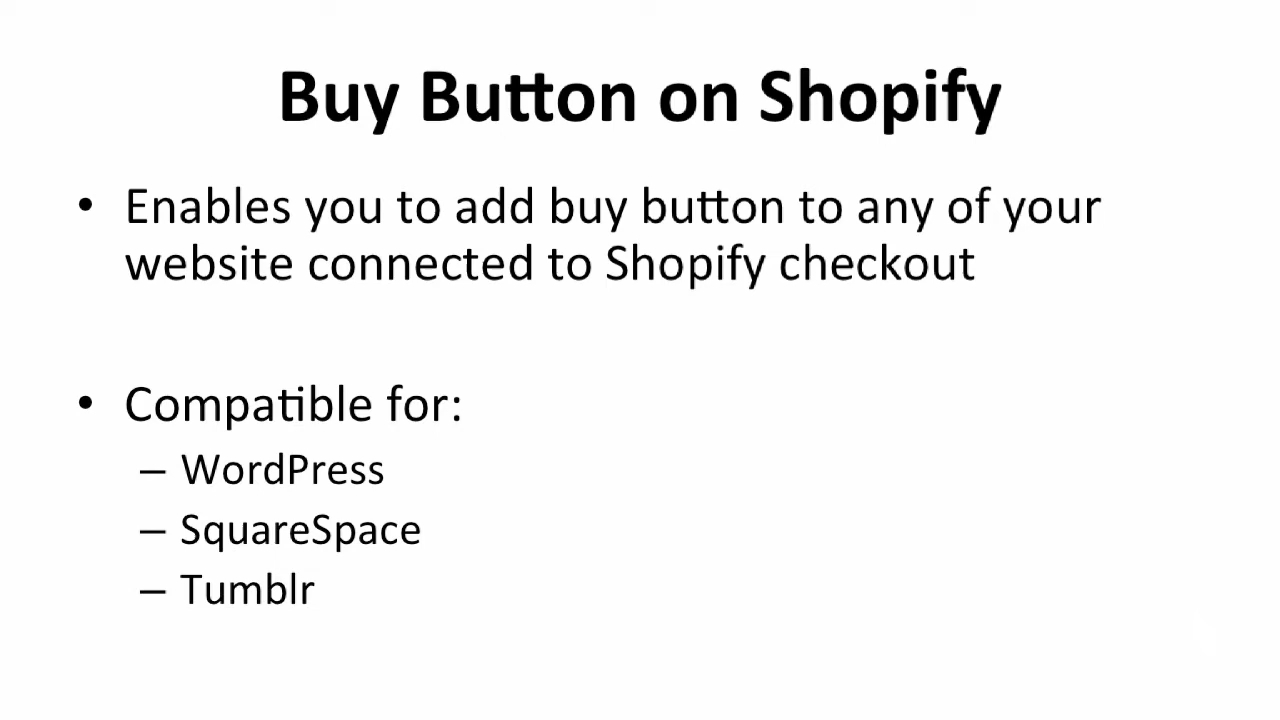 Buy Button on Shopify
• Enables you to add buy button to any of your
website connected to Shopify checkout
• Compatible for:
– WordPress
– SquareSpace
– Tumblr